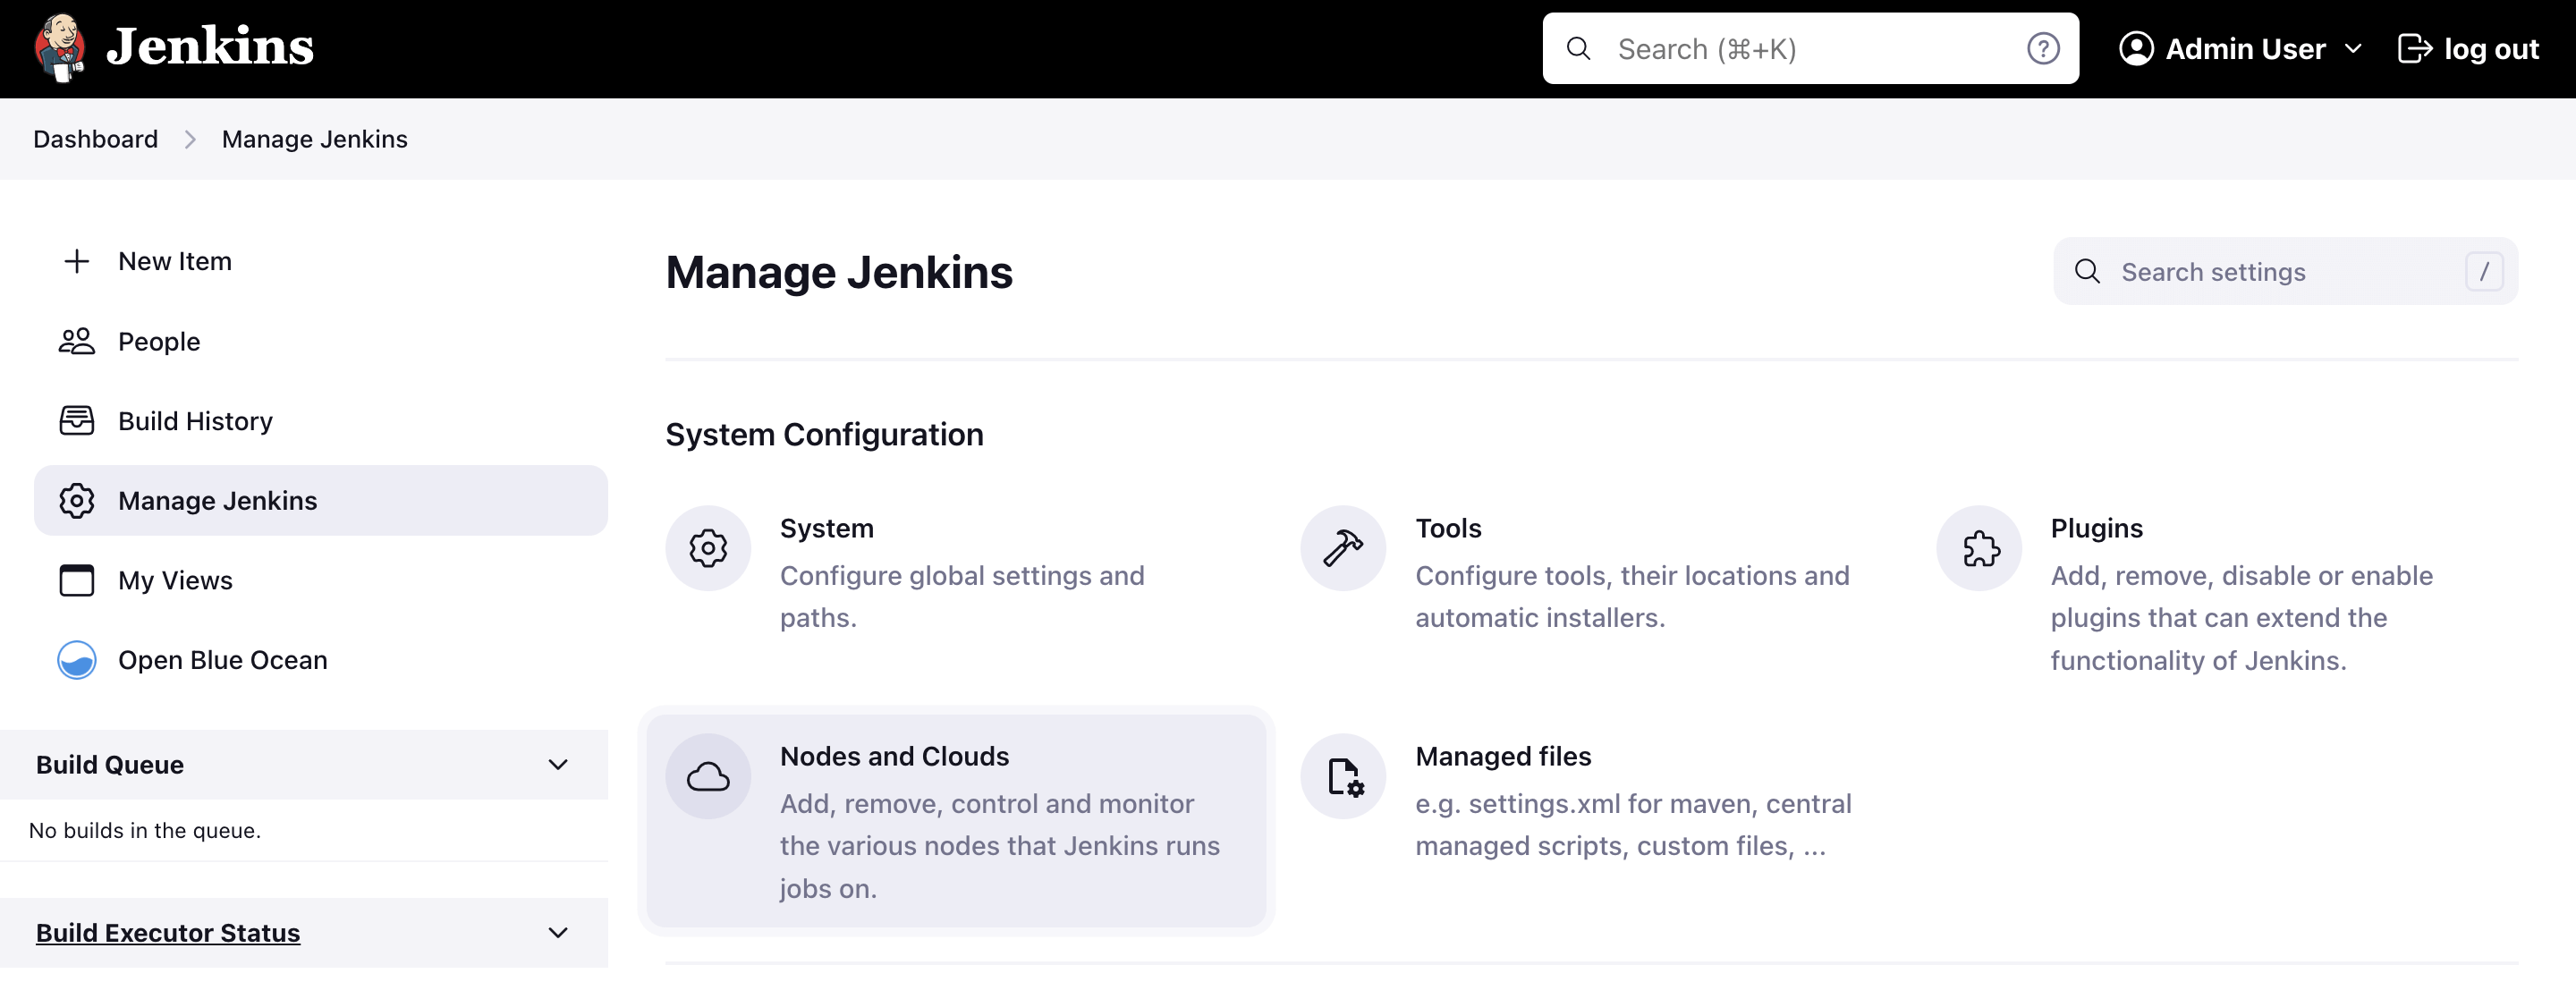 Jenkins
Search (⌘+K)
?
Admin User
log out
Dashboard
Manage Jenkins
New Item
People
Build History
Manage Jenkins
My Views
Open Blue Ocean
Build Queue
No builds in the queue.
Build Executor Status
Manage Jenkins
Search settings
/
System Configuration
System
Configure global settings and
paths.
Tools
Configure tools, their locations and
automatic installers.
Plugins
Add, remove, disable or enable
plugins that can extend the
functionality of Jenkins.
Nodes and Clouds
Add, remove, control and monitor
the various nodes that Jenkins runs
jobs on.
Managed files
e.g. settings.xml for maven, central
managed scripts, custom files, ...